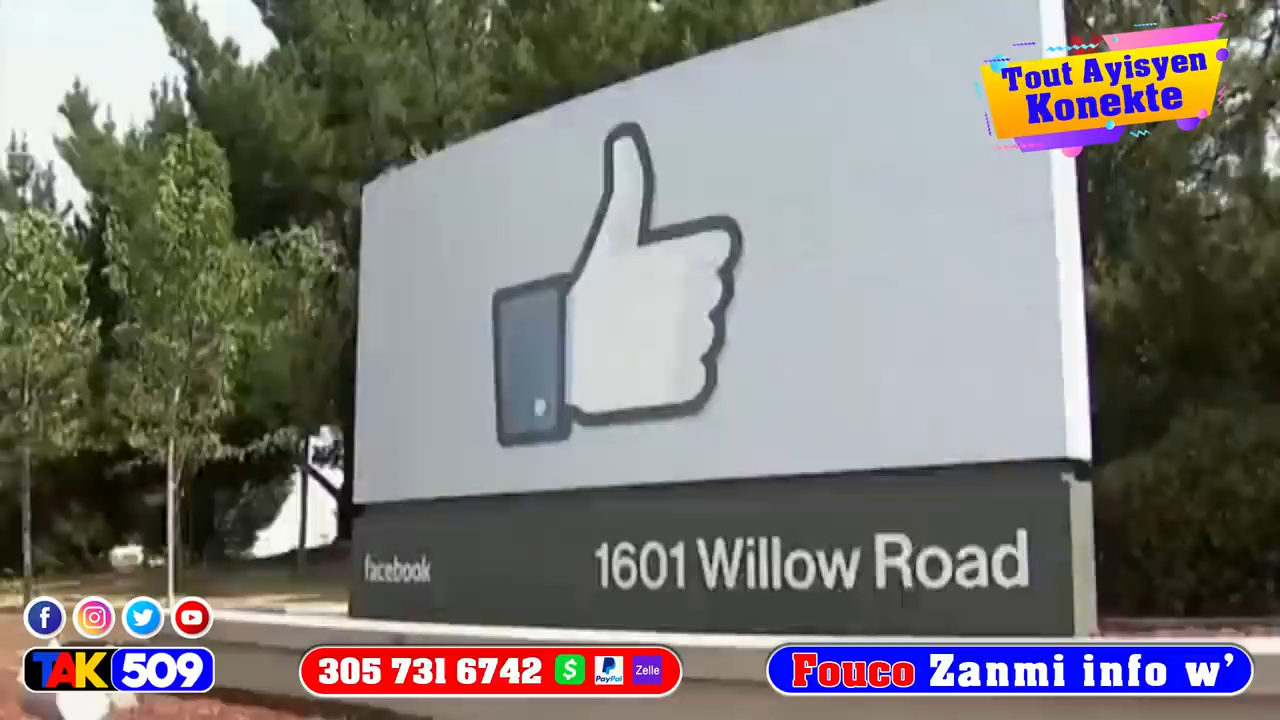 Tout Ayisyen
Konekte
facebook
1601 Willow Road
TAK 509
305 731 6742 $ PayPal Zelle
Fouco Zanmi info w'